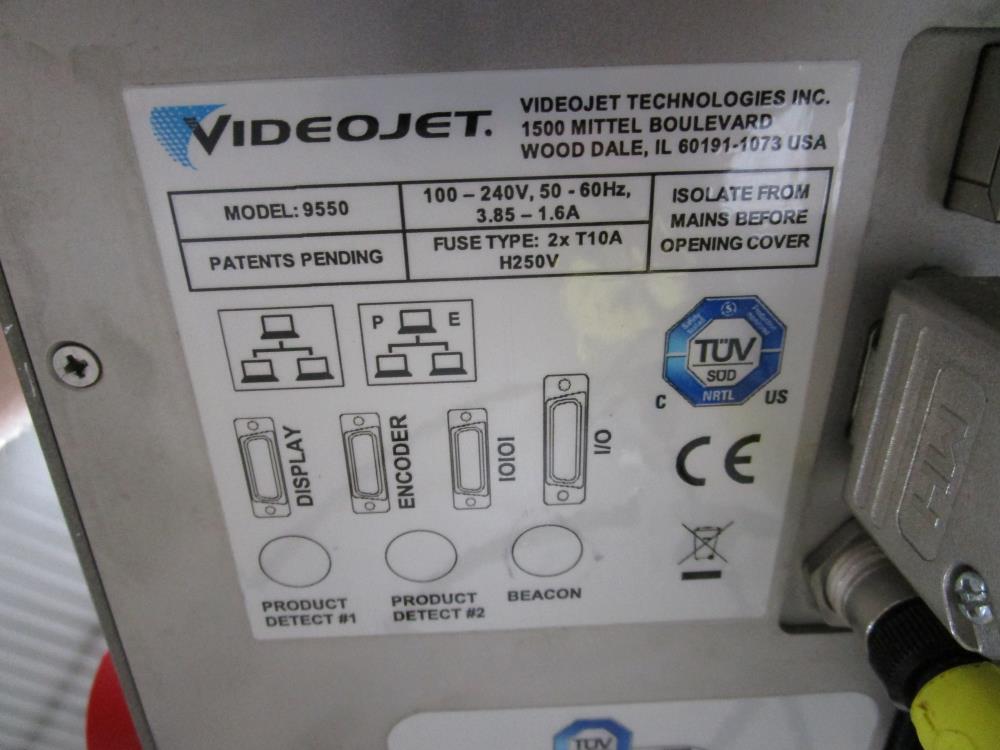 VIDEOJET.
VIDEOJET TECHNOLOGIES INC.
1500 MITTEL BOULEVARD
WOOD DALE, IL 60191-1073 USA
MODEL: 9550
100 – 240V, 50 - 60Hz,
3.85 – 1.6A
ISOLATE FROM
MAINS BEFORE
OPENING COVER
PATENTS PENDING
FUSE TYPE: 2x T10A
H250V
P E
TÜV
SÜD
NRTL
C US
DISPLAY
ENCODER
IOIOI
I/O
CE
PRODUCT
DETECT #1
PRODUCT
DETECT #2
BEACON
MH
TÜV